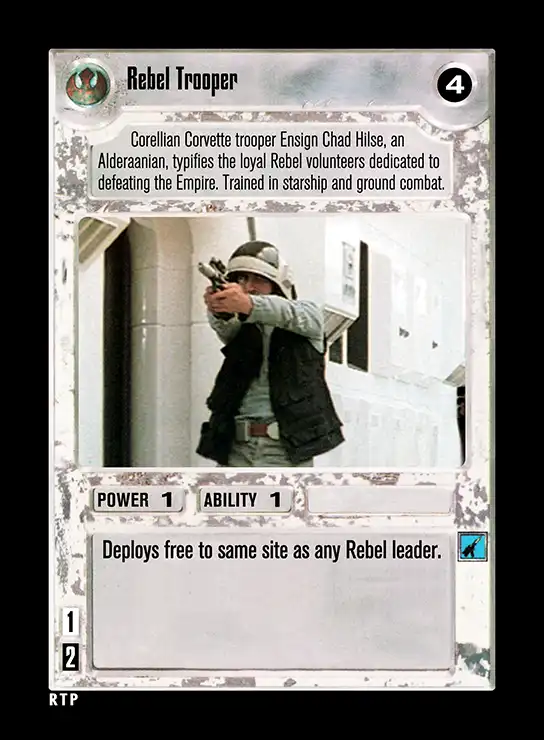 Rebel Trooper
4
Corellian Corvette trooper Ensign Chad Hilse, an
Alderaanian, typifies the loyal Rebel volunteers dedicated to
defeating the Empire. Trained in starship and ground combat.
POWER 1 ABILITY 1
Deploys free to same site as any Rebel leader.
1
2
RTP